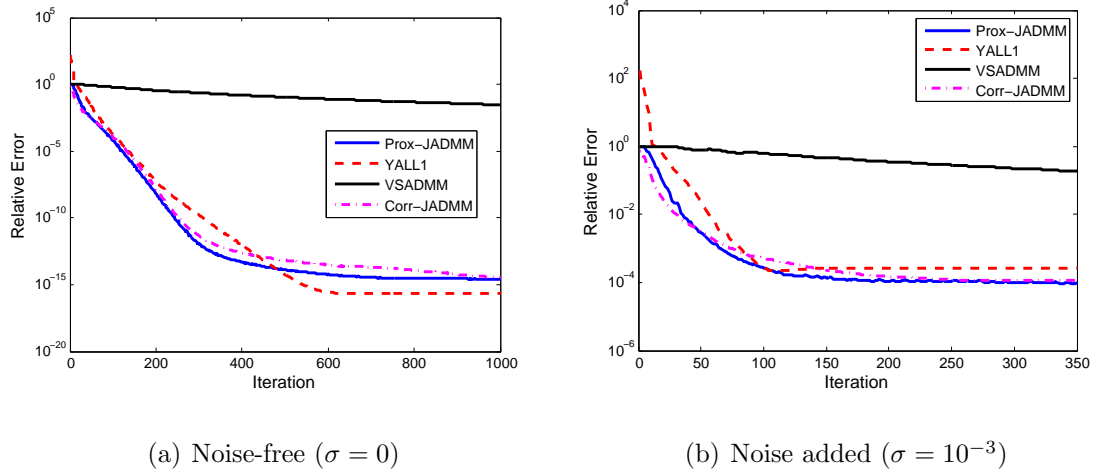 10^5
10^0
10^−5
10^−10
10^−15
10^−20
Relative Error
0 200 400 600 800 1000
Iteration
Prox−JADMM
YALL1
VSADMM
Corr−JADMM
(a) Noise-free (σ = 0)
10^4
10^2
10^0
10^−2
10^−4
10^−6
Relative Error
0 50 100 150 200 250 300 350
Iteration
Prox−JADMM
YALL1
VSADMM
Corr−JADMM
(b) Noise added (σ = 10^−3)